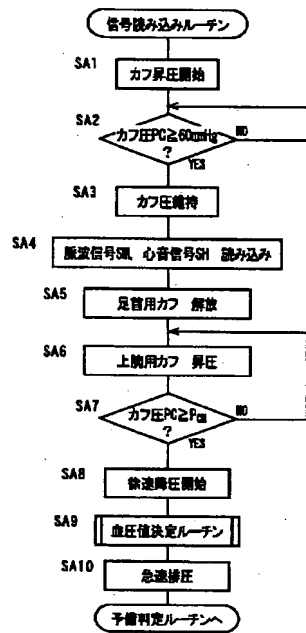 信号読み込みルーチン
SA1
カフ昇圧開始
SA2
カフ圧PC≧60mmHg
?
NO
YES
SA3
カフ圧維持
SA4
脈波信号SM、心音信号SH 読み込み
SA5
足首用カフ 解放
SA6
上腕用カフ 昇圧
SA7
カフ圧PC≧PCM
?
NO
YES
SA8
徐速降圧開始
SA9
血圧値決定ルーチン
SA10
急速排圧
予備判定ルーチンへ